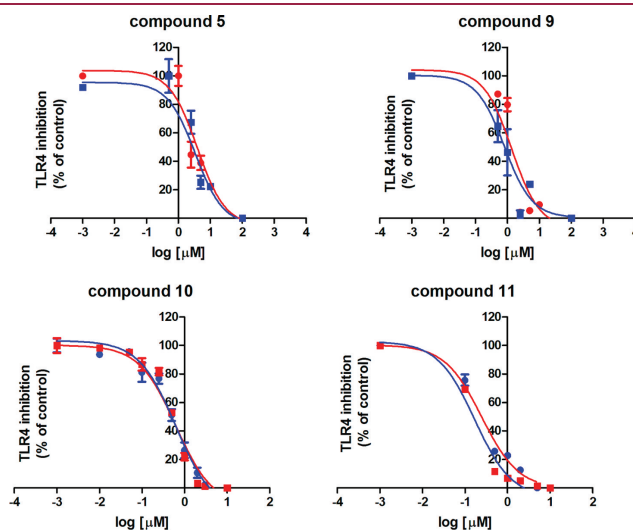 compound 5
TLR4 inhibition
(% of control)
120
100
80
60
40
20
-3 -2 -1 0 1 2 3 4
log [μM]
compound 9
TLR4 inhibition
(% of control)
120
100
80
60
40
20
-4 -3 -2 -1 0 1 2 3 4
log [μM]
compound 10
TLR4 inhibition
(% of control)
120
100
80
60
40
20
-4 -3 -2 -1 0 1 2
log [μM]
compound 11
TLR4 inhibition
(% of control)
120
100
80
60
40
20
-4 -3 -2 -1 0 1 2
log [μM]